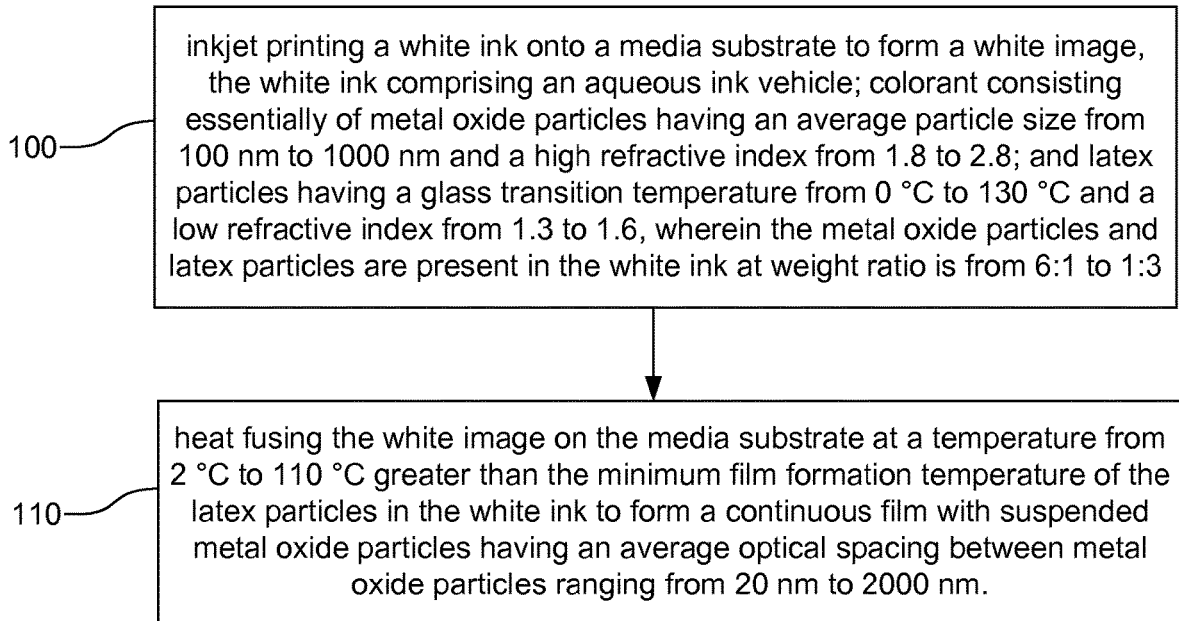 inkjet printing a white ink onto a media substrate to form a white image,
the white ink comprising an aqueous ink vehicle; colorant consisting
essentially of metal oxide particles having an average particle size from
100 nm to 1000 nm and a high refractive index from 1.8 to 2.8; and latex
particles having a glass transition temperature from 0 °C to 130 °C and a
low refractive index from 1.3 to 1.6, wherein the metal oxide particles and
latex particles are present in the white ink at weight ratio is from 6:1 to 1:3
100
heat fusing the white image on the media substrate at a temperature from
2 °C to 110 °C greater than the minimum film formation temperature of the
latex particles in the white ink to form a continuous film with suspended
metal oxide particles having an average optical spacing between metal
oxide particles ranging from 20 nm to 2000 nm.
110